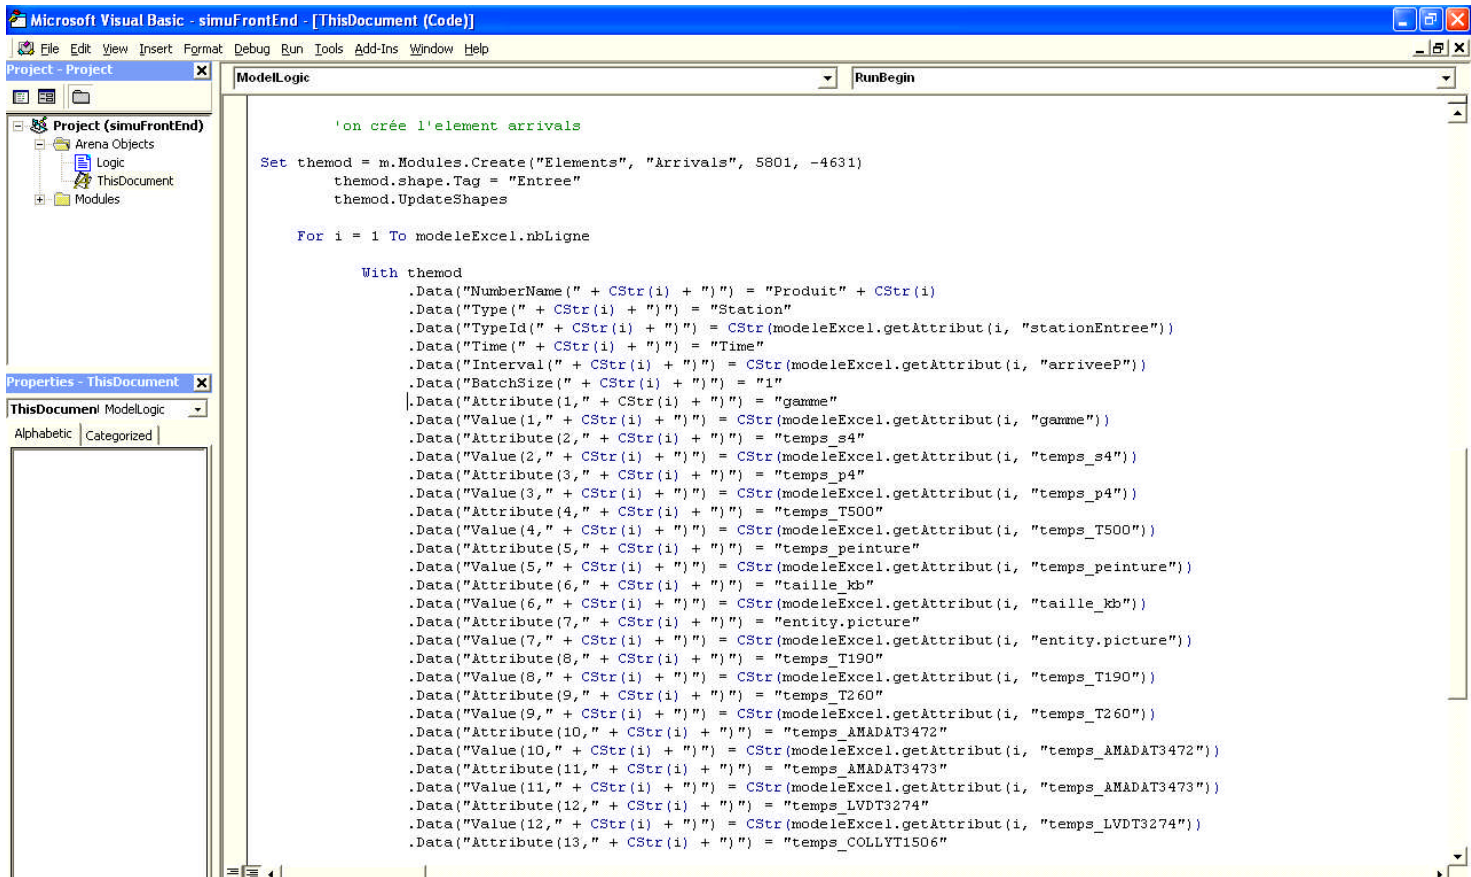 Microsoft Visual Basic - simuFrontEnd - [ThisDocument (Code)]
File Edit View Insert Format Debug Run Tools Add-Ins Window Help
Project - Project
Project (simuFrontEnd)
Arena Objects
Logic
ThisDocument
Modules
Properties - ThisDocument
ThisDocument ModelLogic
Alphabetic Categorized
ModelLogic RunBegin
'on crée l'element arrivals
Set themod = m.Modules.Create("Elements", "Arrivals", 5801, -4631)
themod.shape.Tag = "Entree"
themod.UpdateShapes
For i = 1 To modeleExcel.nbLigne
With themod
.Data("NumberName(" + CStr(i) + ")") = "Produit" + CStr(i)
.Data("Type(" + CStr(i) + ")") = "Station"
.Data("TypeId(" + CStr(i) + ")") = CStr(modeleExcel.getAttribut(i, "stationEntree"))
.Data("Time(" + CStr(i) + ")") = "Time"
.Data("Interval(" + CStr(i) + ")") = CStr(modeleExcel.getAttribut(i, "arriveeP"))
.Data("BatchSize(" + CStr(i) + ")") = "1"
.Data("Attribute(1," + CStr(i) + ")") = "gamme"
.Data("Value(1," + CStr(i) + ")") = CStr(modeleExcel.getAttribut(i, "gamme"))
.Data("Attribute(2," + CStr(i) + ")") = "temps_s4"
.Data("Value(2," + CStr(i) + ")") = CStr(modeleExcel.getAttribut(i, "temps_s4"))
.Data("Attribute(3," + CStr(i) + ")") = "temps_p4"
.Data("Value(3," + CStr(i) + ")") = CStr(modeleExcel.getAttribut(i, "temps_p4"))
.Data("Attribute(4," + CStr(i) + ")") = "temps_T500"
.Data("Value(4," + CStr(i) + ")") = CStr(modeleExcel.getAttribut(i, "temps_T500"))
.Data("Attribute(5," + CStr(i) + ")") = "temps_peinture"
.Data("Value(5," + CStr(i) + ")") = CStr(modeleExcel.getAttribut(i, "temps_peinture"))
.Data("Attribute(6," + CStr(i) + ")") = "taille_kb"
.Data("Value(6," + CStr(i) + ")") = CStr(modeleExcel.getAttribut(i, "taille_kb"))
.Data("Attribute(7," + CStr(i) + ")") = "entity.picture"
.Data("Value(7," + CStr(i) + ")") = CStr(modeleExcel.getAttribut(i, "entity.picture"))
.Data("Attribute(8," + CStr(i) + ")") = "temps_T190"
.Data("Value(8," + CStr(i) + ")") = CStr(modeleExcel.getAttribut(i, "temps_T190"))
.Data("Attribute(9," + CStr(i) + ")") = "temps_T260"
.Data("Value(9," + CStr(i) + ")") = CStr(modeleExcel.getAttribut(i, "temps_T260"))
.Data("Attribute(10," + CStr(i) + ")") = "temps_AMADAT3472"
.Data("Value(10," + CStr(i) + ")") = CStr(modeleExcel.getAttribut(i, "temps_AMADAT3472"))
.Data("Attribute(11," + CStr(i) + ")") = "temps_AMADAT3473"
.Data("Value(11," + CStr(i) + ")") = CStr(modeleExcel.getAttribut(i, "temps_AMADAT3473"))
.Data("Attribute(12," + CStr(i) + ")") = "temps_LVDT3274"
.Data("Value(12," + CStr(i) + ")") = CStr(modeleExcel.getAttribut(i, "temps_LVDT3274"))
.Data("Attribute(13," + CStr(i) + ")") = "temps_COLLYT1506"